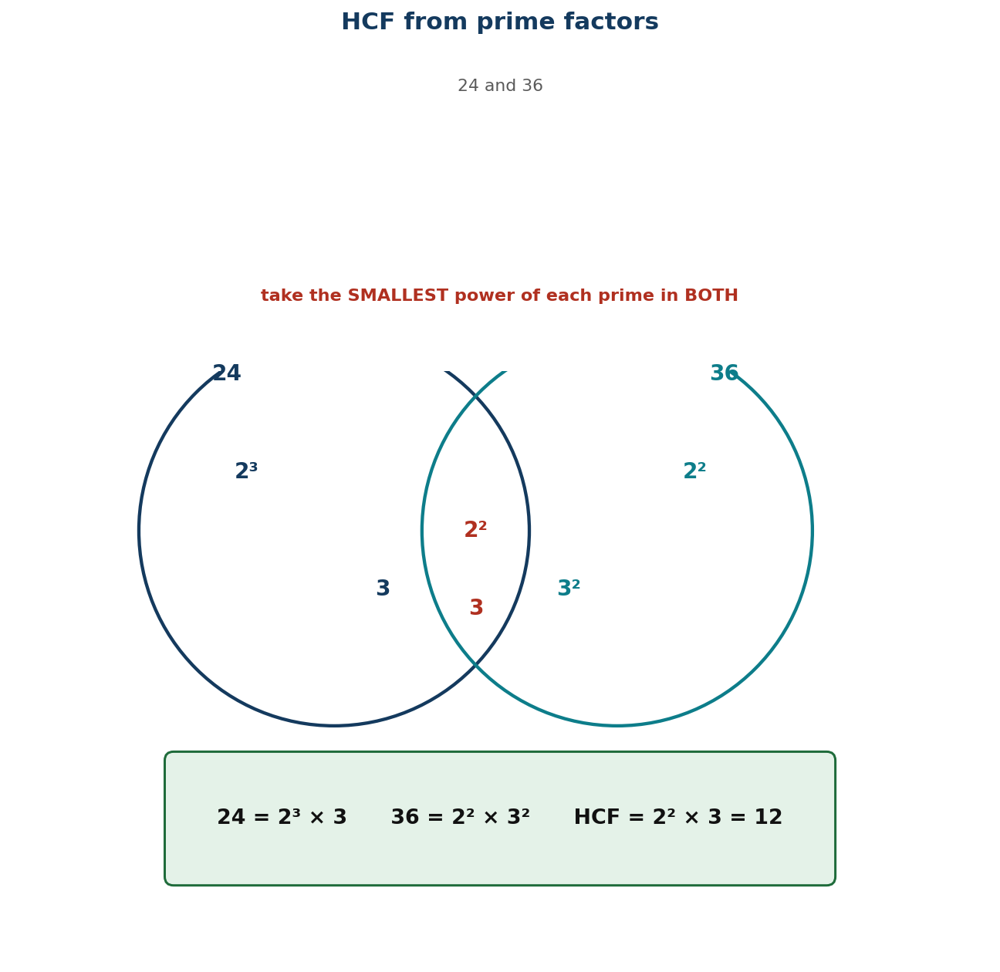 HCF from prime factors
24 and 36
take the SMALLEST power of each prime in BOTH
24 36
2³ 2²
2²
3 3²
3
24 = 2³ × 3 36 = 2² × 3² HCF = 2² × 3 = 12